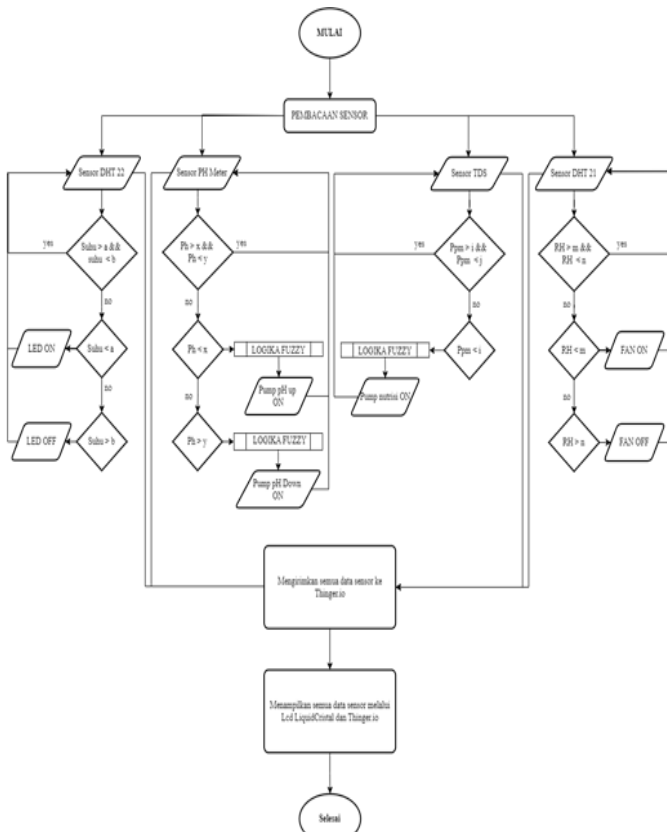 MULAI
PEMBACAAN SENSOR
Sensor DHT 22
Sensor PH Meter
Sensor TDS
Sensor DHT 21
yes
Suhu > a &&
suhu < b
Ph > x &&
Ph < y
yes
yes
Ppm > i &&
Ppm < j
RH > m &&
RH < n
yes
no
no
no
no
LED ON
Suhu < a
Ph < x
LOGIKA FUZZY
LOGIKA FUZZY
Ppm < i
RH < m
FAN ON
no
Pump pH up
ON
Pump nutrisi ON
no
no
LED OFF
Suhu > b
Ph > y
LOGIKA FUZZY
RH > n
FAN OFF
Pump pH Down
ON
Mengirimkan semua data sensor ke
Thinger.io
Menampilkan semua data sensor melalui
Lcd LiquidCristal dan Thinger.io
Selesai